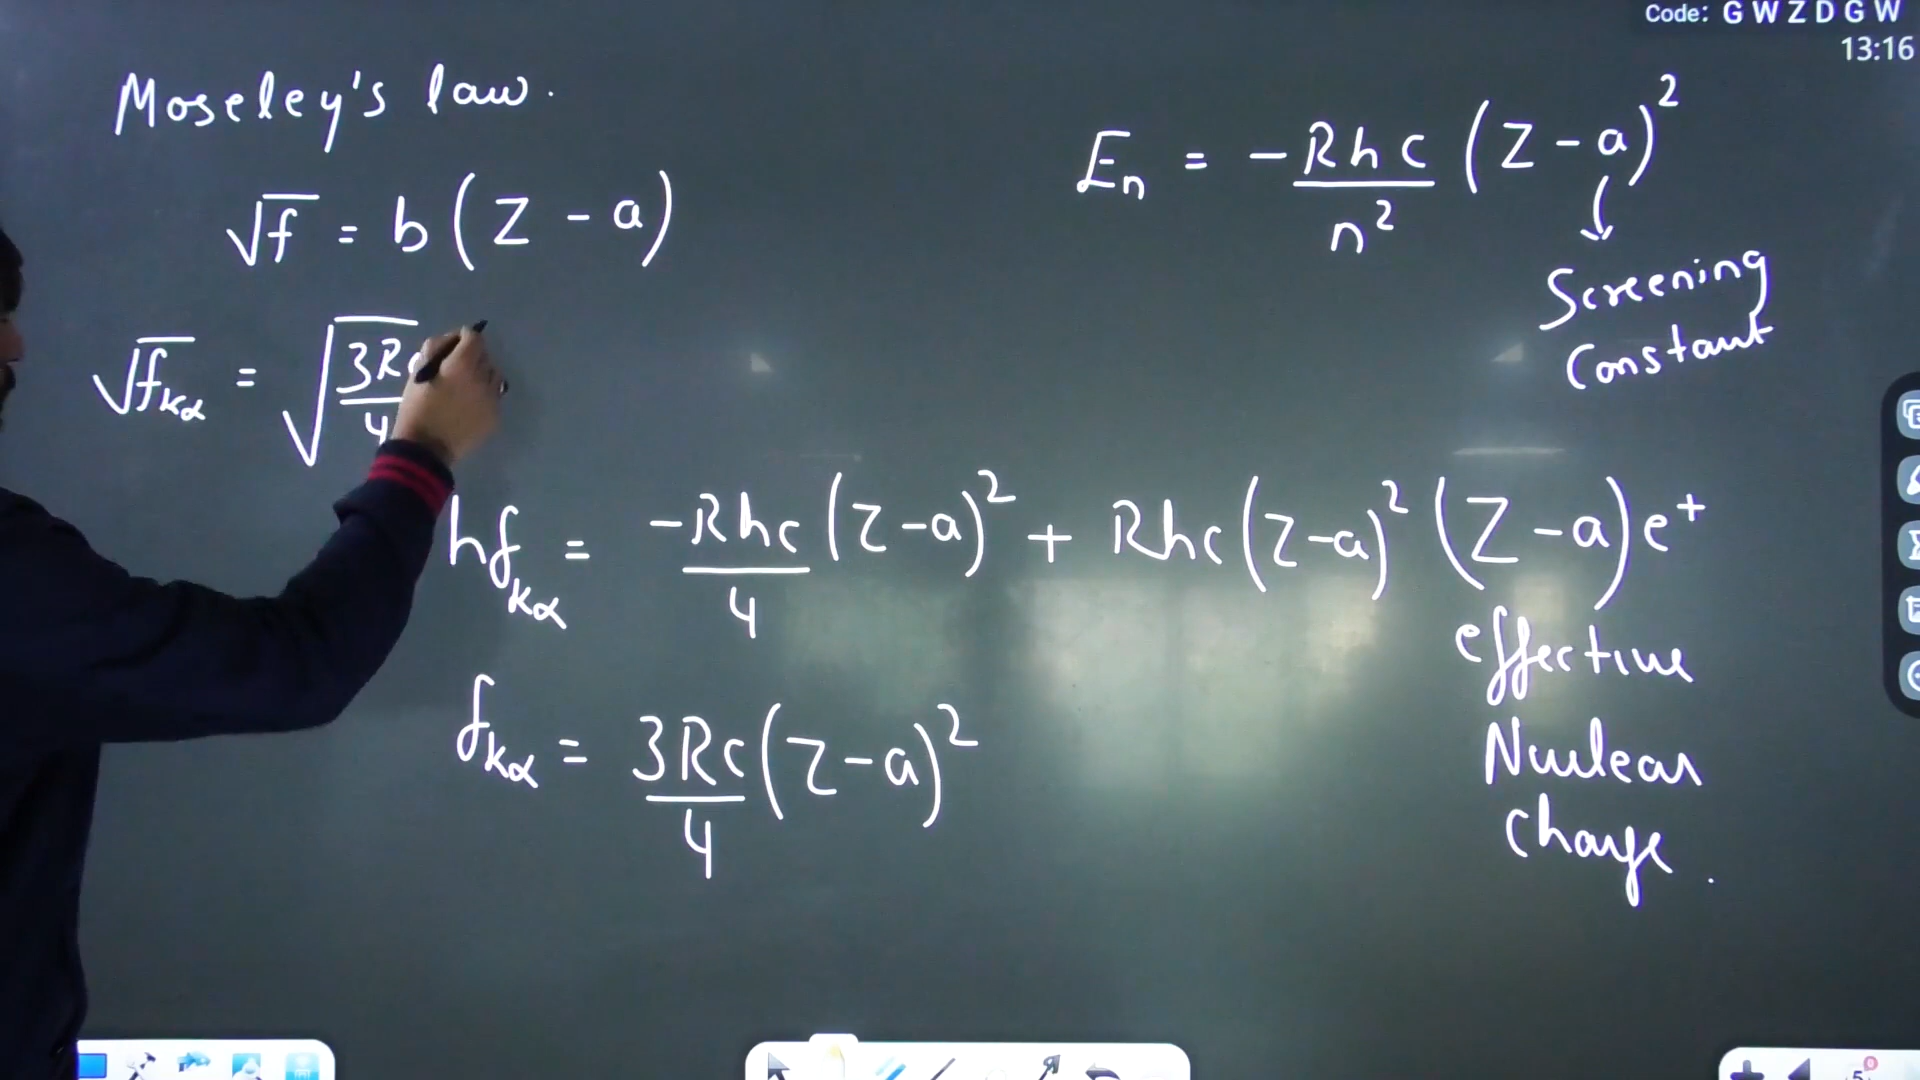 Code: G W Z D G W
13:16
Moseley's law.
√f = b (Z - a)
√fkα = √3R
4
En = -Rhc/n² (Z - a)²
Screening
Constant
hfkα = -Rhc/4 (Z-a)² + Rhc(Z-a)²
fkα = 3Rc/4 (Z-a)²
(Z-a)e⁺
effective
Nuclear
Charge.